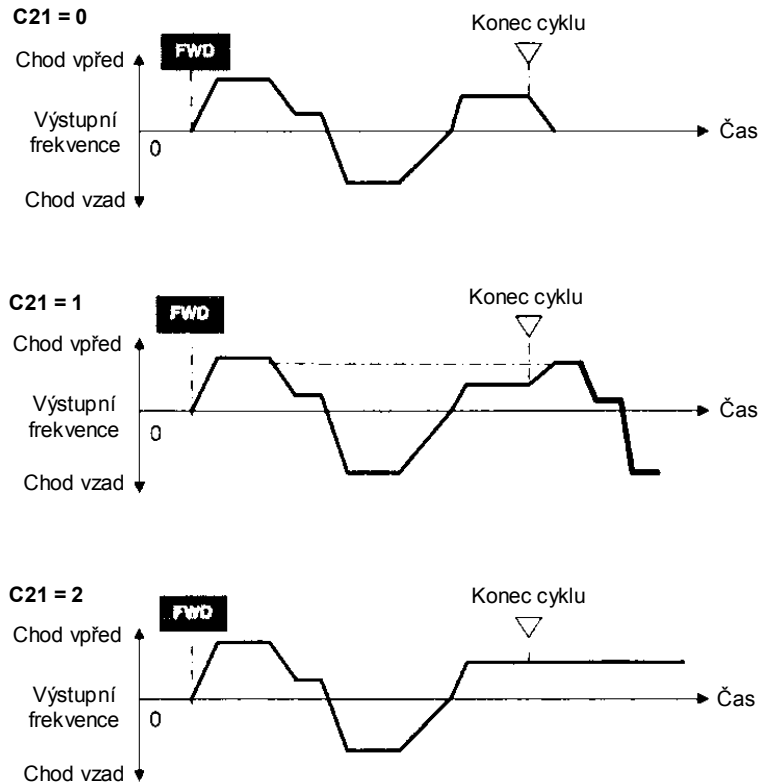 C21 = 0
Konec cyklu
FWD
Chod vpřed
Výstupní
frekvence
0
Čas
Chod vzad
C21 = 1
Konec cyklu
FWD
Chod vpřed
Výstupní
frekvence
0
Čas
Chod vzad
C21 = 2
Konec cyklu
FWD
Chod vpřed
Výstupní
frekvence
0
Čas
Chod vzad